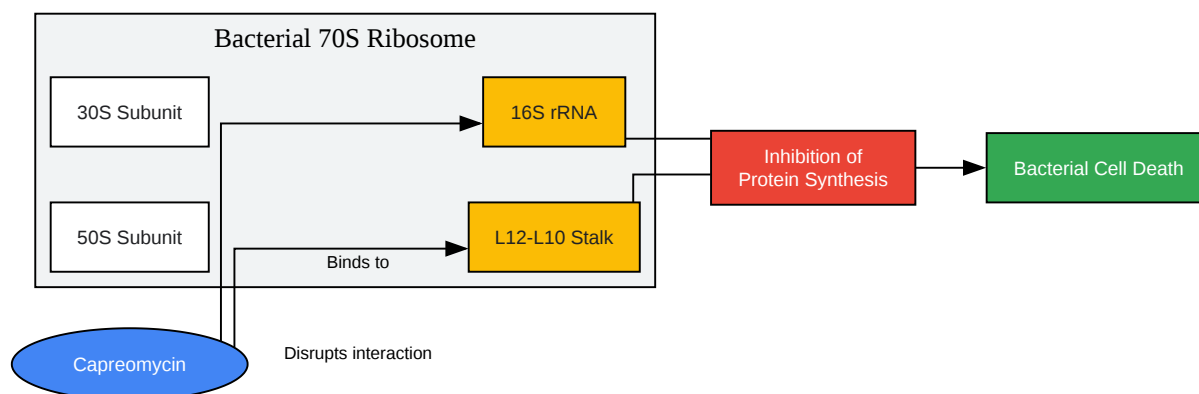 Bacterial 70S Ribosome
30S Subunit
16S rRNA
Inhibition of
Protein Synthesis
Bacterial Cell Death
50S Subunit
L12-L10 Stalk
Binds to
Capreomycin
Disrupts interaction